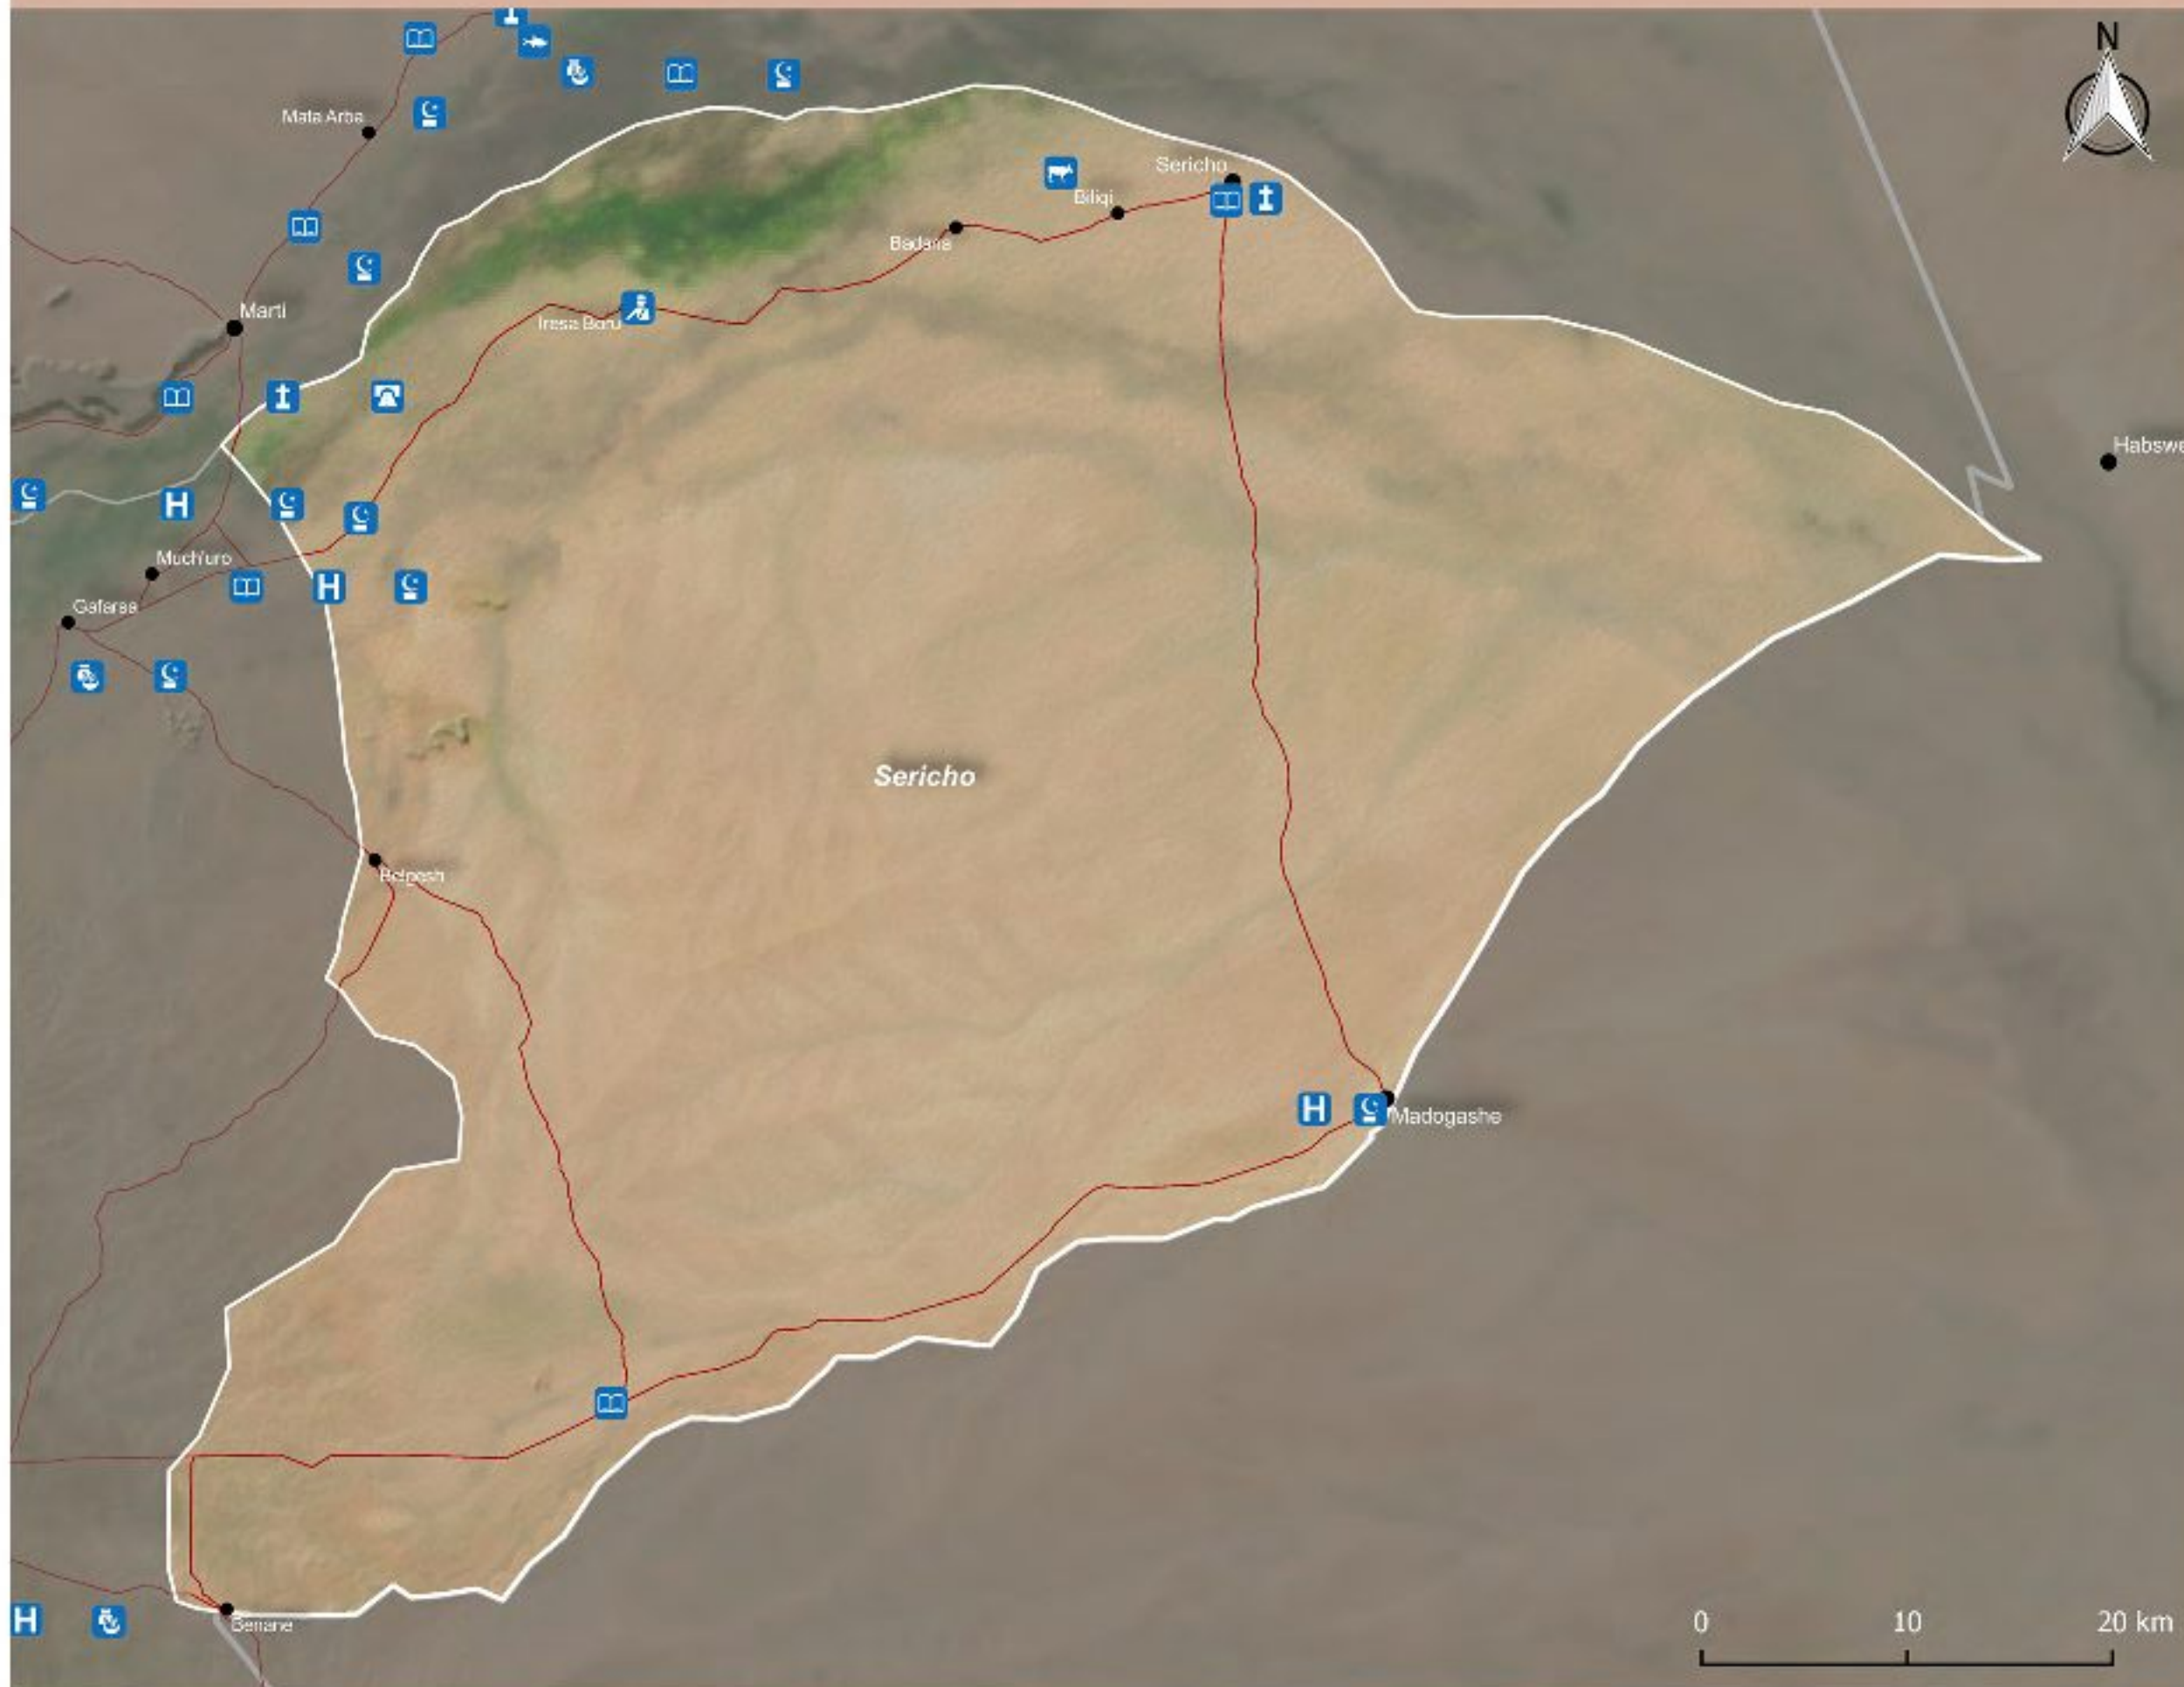 N
Mata Arba
Sericho
Biliqi
Badana
Marti
Iresa Boru
Habswe
H
Much'uro
H
Gafarsa
Sericho
Belgesh
H
Madogashe
H
Benane
0 10 20 km